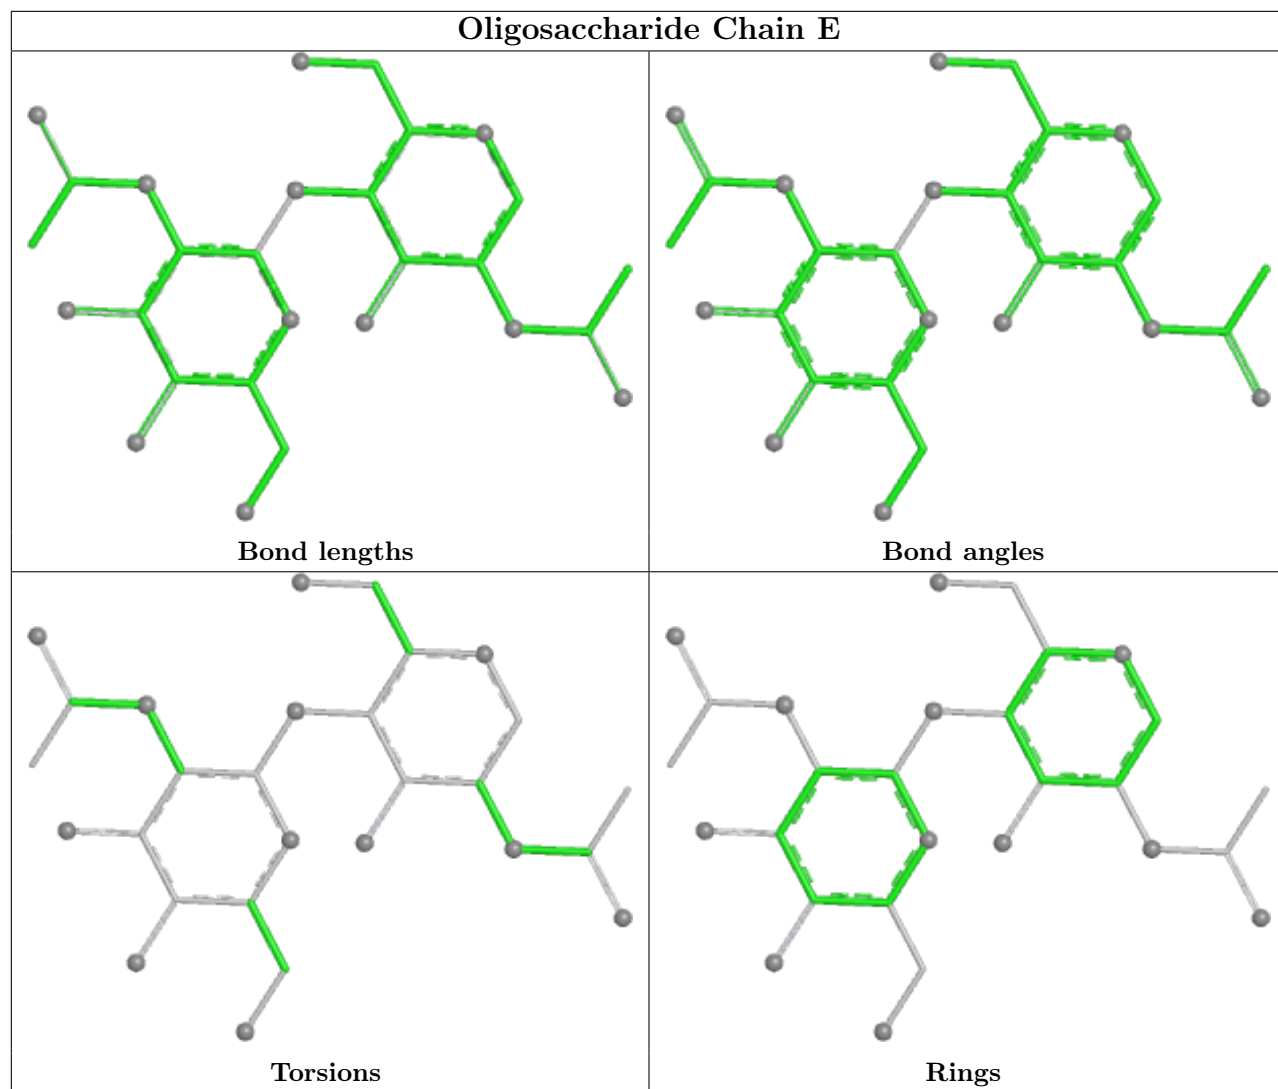 Oligosaccharide Chain E
Bond lengths
Bond angles
Torsions
Rings